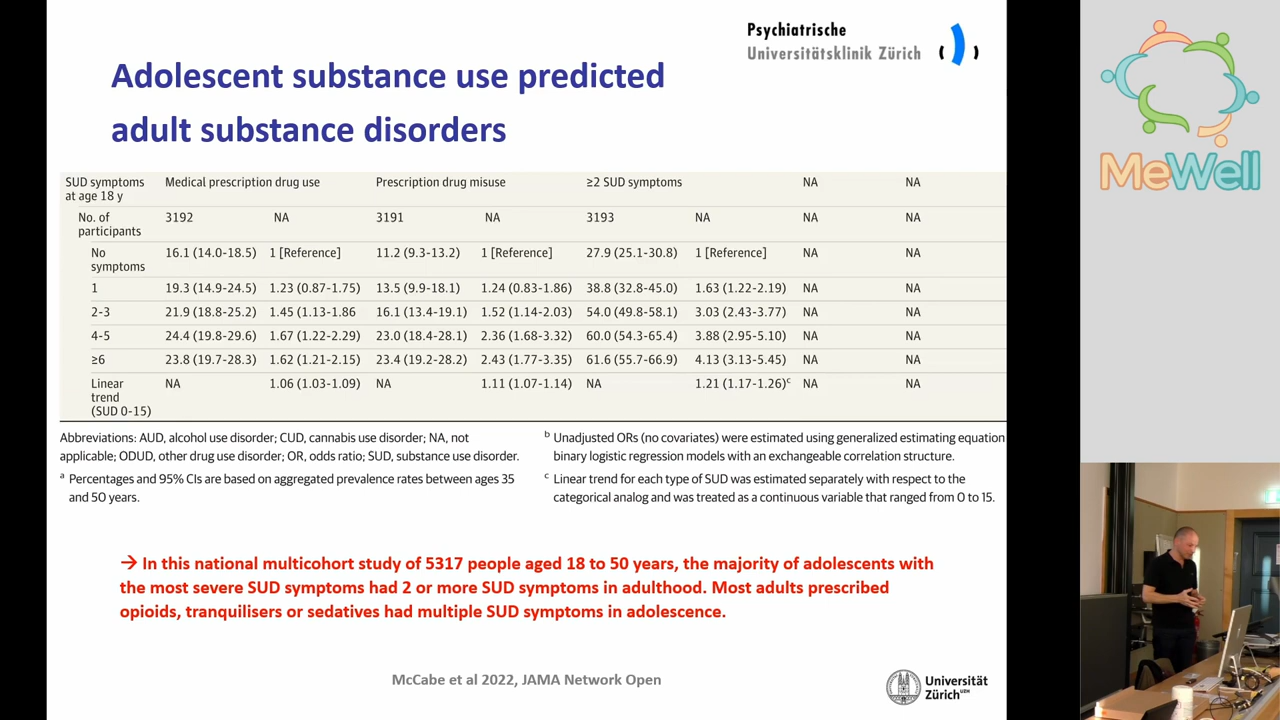 Psychiatrische
Universitätsklinik Zürich
Adolescent substance use predicted
adult substance disorders
SUD symptoms at age 18 y Medical prescription drug use Prescription drug misuse ≥2 SUD symptoms NA NA
No. of participants 3192 NA 3191 NA 3193 NA NA NA
No symptoms 16.1 (14.0-18.5) 1 [Reference] 11.2 (9.3-13.2) 1 [Reference] 27.9 (25.1-30.8) 1 [Reference] NA NA
1 19.3 (14.9-24.5) 1.23 (0.87-1.75) 13.5 (9.9-18.1) 1.24 (0.83-1.86) 38.8 (32.8-45.0) 1.63 (1.22-2.19) NA NA
2-3 21.9 (18.8-25.2) 1.45 (1.13-1.86 16.1 (13.4-19.1) 1.52 (1.14-2.03) 54.0 (49.8-58.1) 3.03 (2.43-3.77) NA NA
4-5 24.4 (19.8-29.6) 1.67 (1.22-2.29) 23.0 (18.4-28.1) 2.36 (1.68-3.32) 60.0 (54.3-65.4) 3.88 (2.95-5.10) NA NA
≥6 23.8 (19.7-28.3) 1.62 (1.21-2.15) 23.4 (19.2-28.2) 2.43 (1.77-3.35) 61.6 (55.7-66.9) 4.13 (3.13-5.45) NA NA
Linear trend (SUD 0-15) NA 1.06 (1.03-1.09) NA 1.11 (1.07-1.14) NA 1.21 (1.17-1.26)c NA NA
Abbreviations: AUD, alcohol use disorder; CUD, cannabis use disorder; NA, not
applicable; ODUD, other drug use disorder; OR, odds ratio; SUD, substance use disorder.
a Percentages and 95% CIs are based on aggregated prevalence rates between ages 35
and 50 years.
b Unadjusted ORs (no covariates) were estimated using generalized estimating equation
binary logistic regression models with an exchangeable correlation structure.
c Linear trend for each type of SUD was estimated separately with respect to the
categorical analog and was treated as a continuous variable that ranged from 0 to 15.
→ In this national multicohort study of 5317 people aged 18 to 50 years, the majority of adolescents with
the most severe SUD symptoms had 2 or more SUD symptoms in adulthood. Most adults prescribed
opioids, tranquilisers or sedatives had multiple SUD symptoms in adolescence.
McCabe et al 2022, JAMA Network Open
Universität
Zürich UZH
MeWell